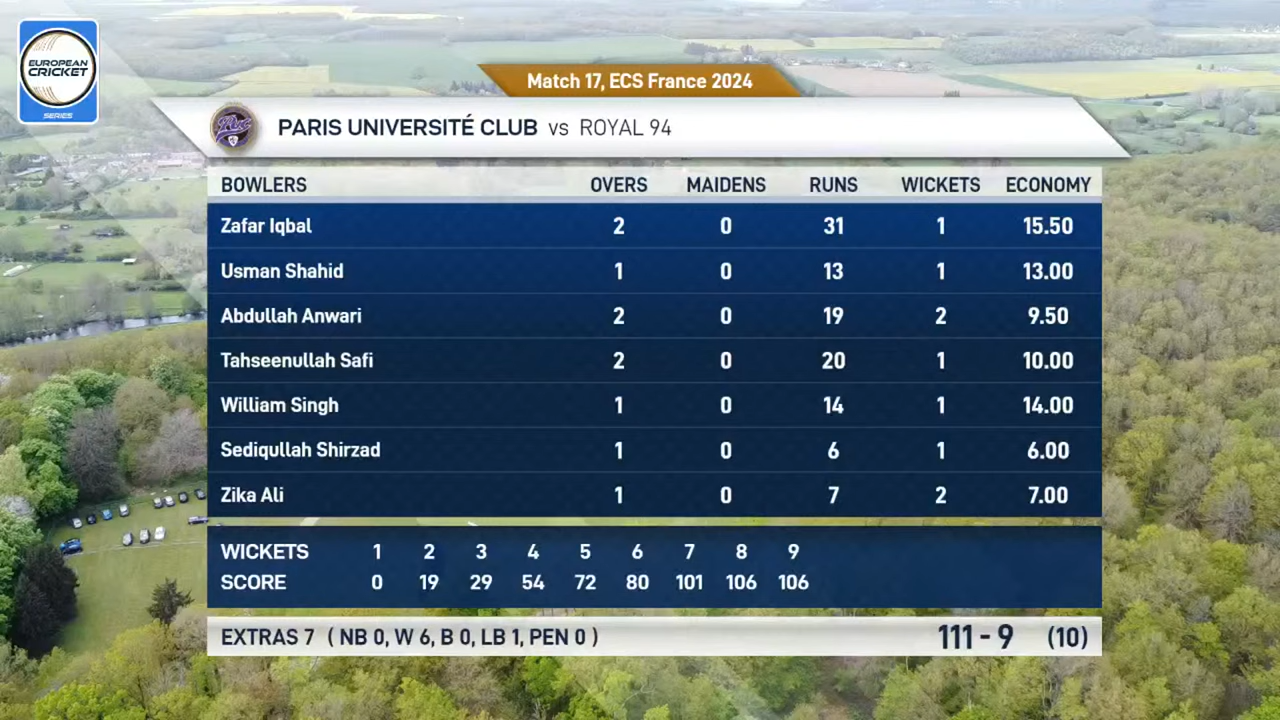 EUROPEAN
CRICKET
SERIES
Match 17, ECS France 2024
PARIS UNIVERSITÉ CLUB vs ROYAL 94
BOWLERS OVERS MAIDENS RUNS WICKETS ECONOMY
Zafar Iqbal 2 0 31 1 15.50
Usman Shahid 1 0 13 1 13.00
Abdullah Anwari 2 0 19 2 9.50
Tahseenullah Safi 2 0 20 1 10.00
William Singh 1 0 14 1 14.00
Sediqullah Shirzad 1 0 6 1 6.00
Zika Ali 1 0 7 2 7.00
WICKETS 1 2 3 4 5 6 7 8 9
SCORE 0 19 29 54 72 80 101 106 106
EXTRAS 7 ( NB 0, W 6, B 0, LB 1, PEN 0 ) 111 - 9 (10)